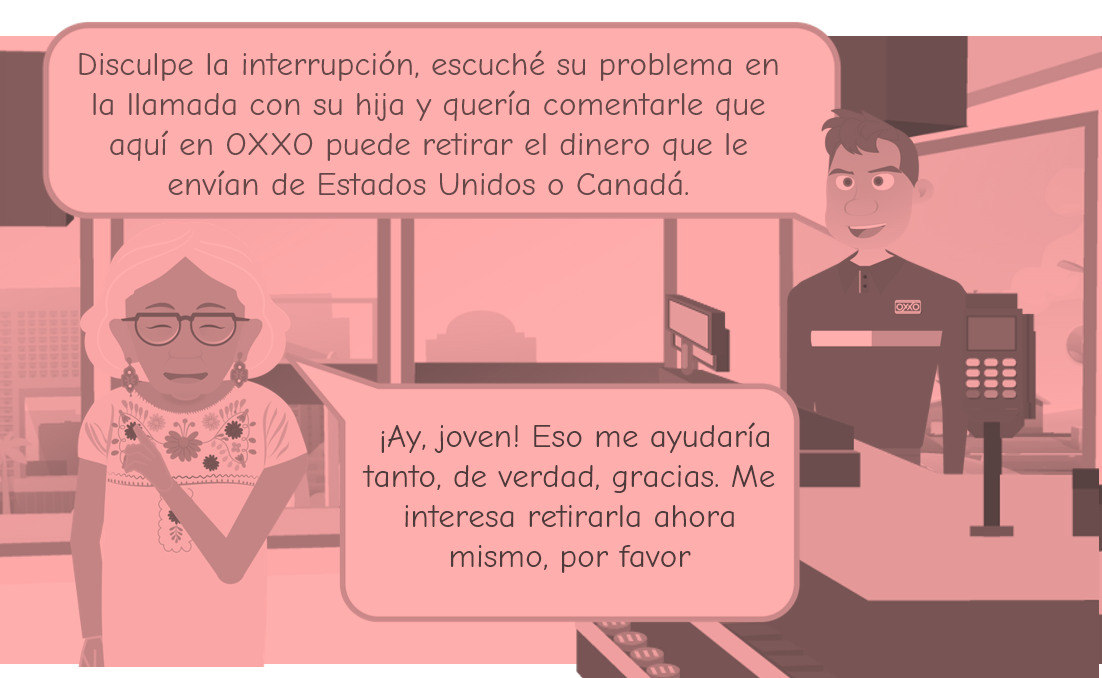 Disculpe la interrupción, escuché su problema en
la llamada con su hija y quería comentarle que
aquí en OXXO puede retirar el dinero que le
envían de Estados Unidos o Canadá.
OXXO
¡Ay, joven! Eso me ayudaría
tanto, de verdad, gracias. Me
interesa retirarla ahora
mismo, por favor